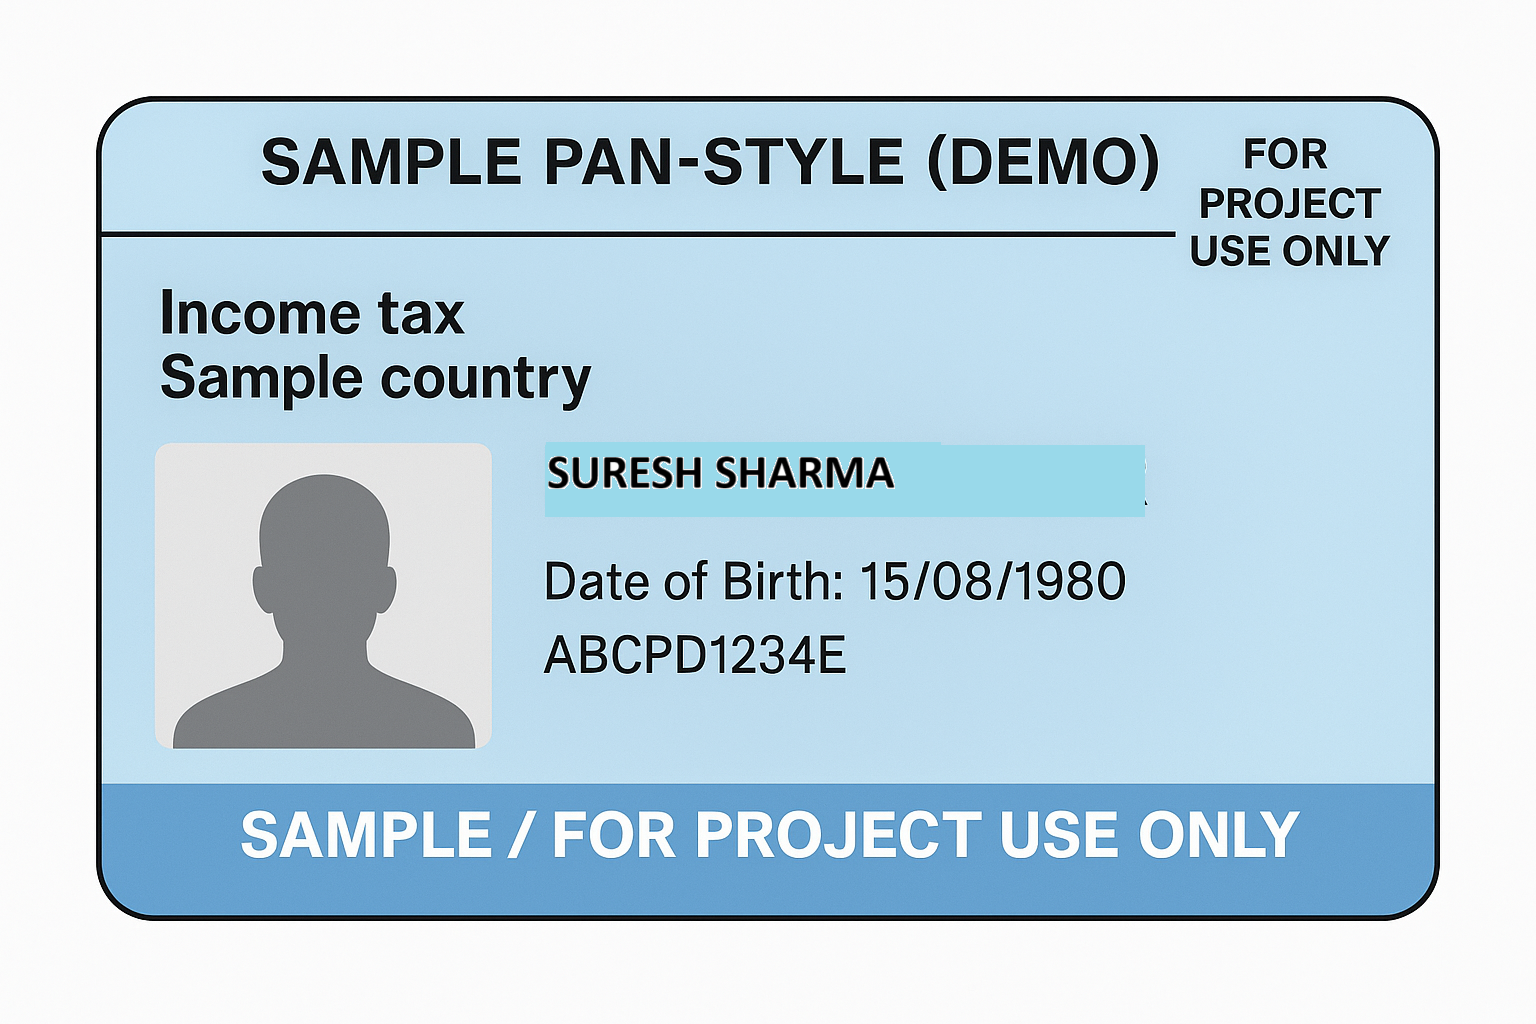 SAMPLE PAN-STYLE (DEMO)
FOR
PROJECT
USE ONLY
Income tax
Sample country
SURESH SHARMA
Date of Birth: 15/08/1980
ABCPD1234E
SAMPLE / FOR PROJECT USE ONLY